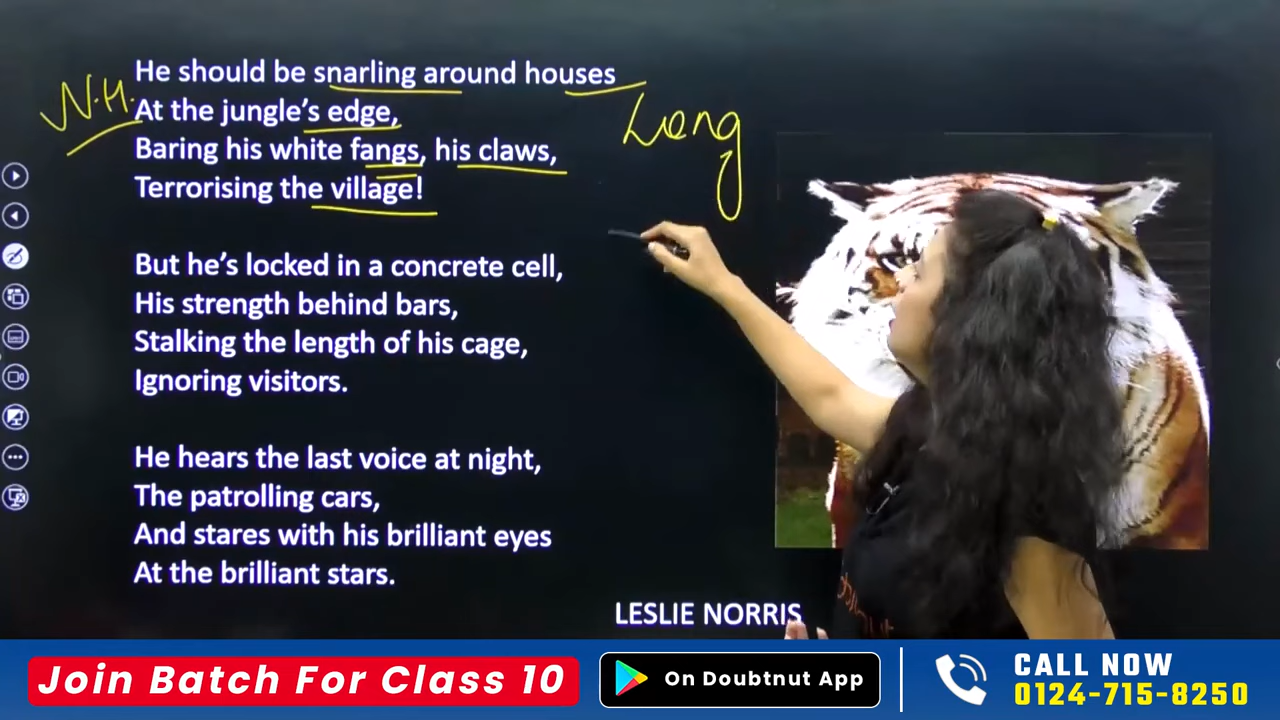 He should be snarling around houses
N.H. At the jungle's edge,
Long
Baring his white fangs, his claws,
Terrorising the village!
But he's locked in a concrete cell,
His strength behind bars,
Stalking the length of his cage,
Ignoring visitors.
He hears the last voice at night,
The patrolling cars,
And stares with his brilliant eyes
At the brilliant stars.
LESLIE NORRIS
Join Batch For Class 10
On Doubtnut App
CALL NOW
0124-715-8250